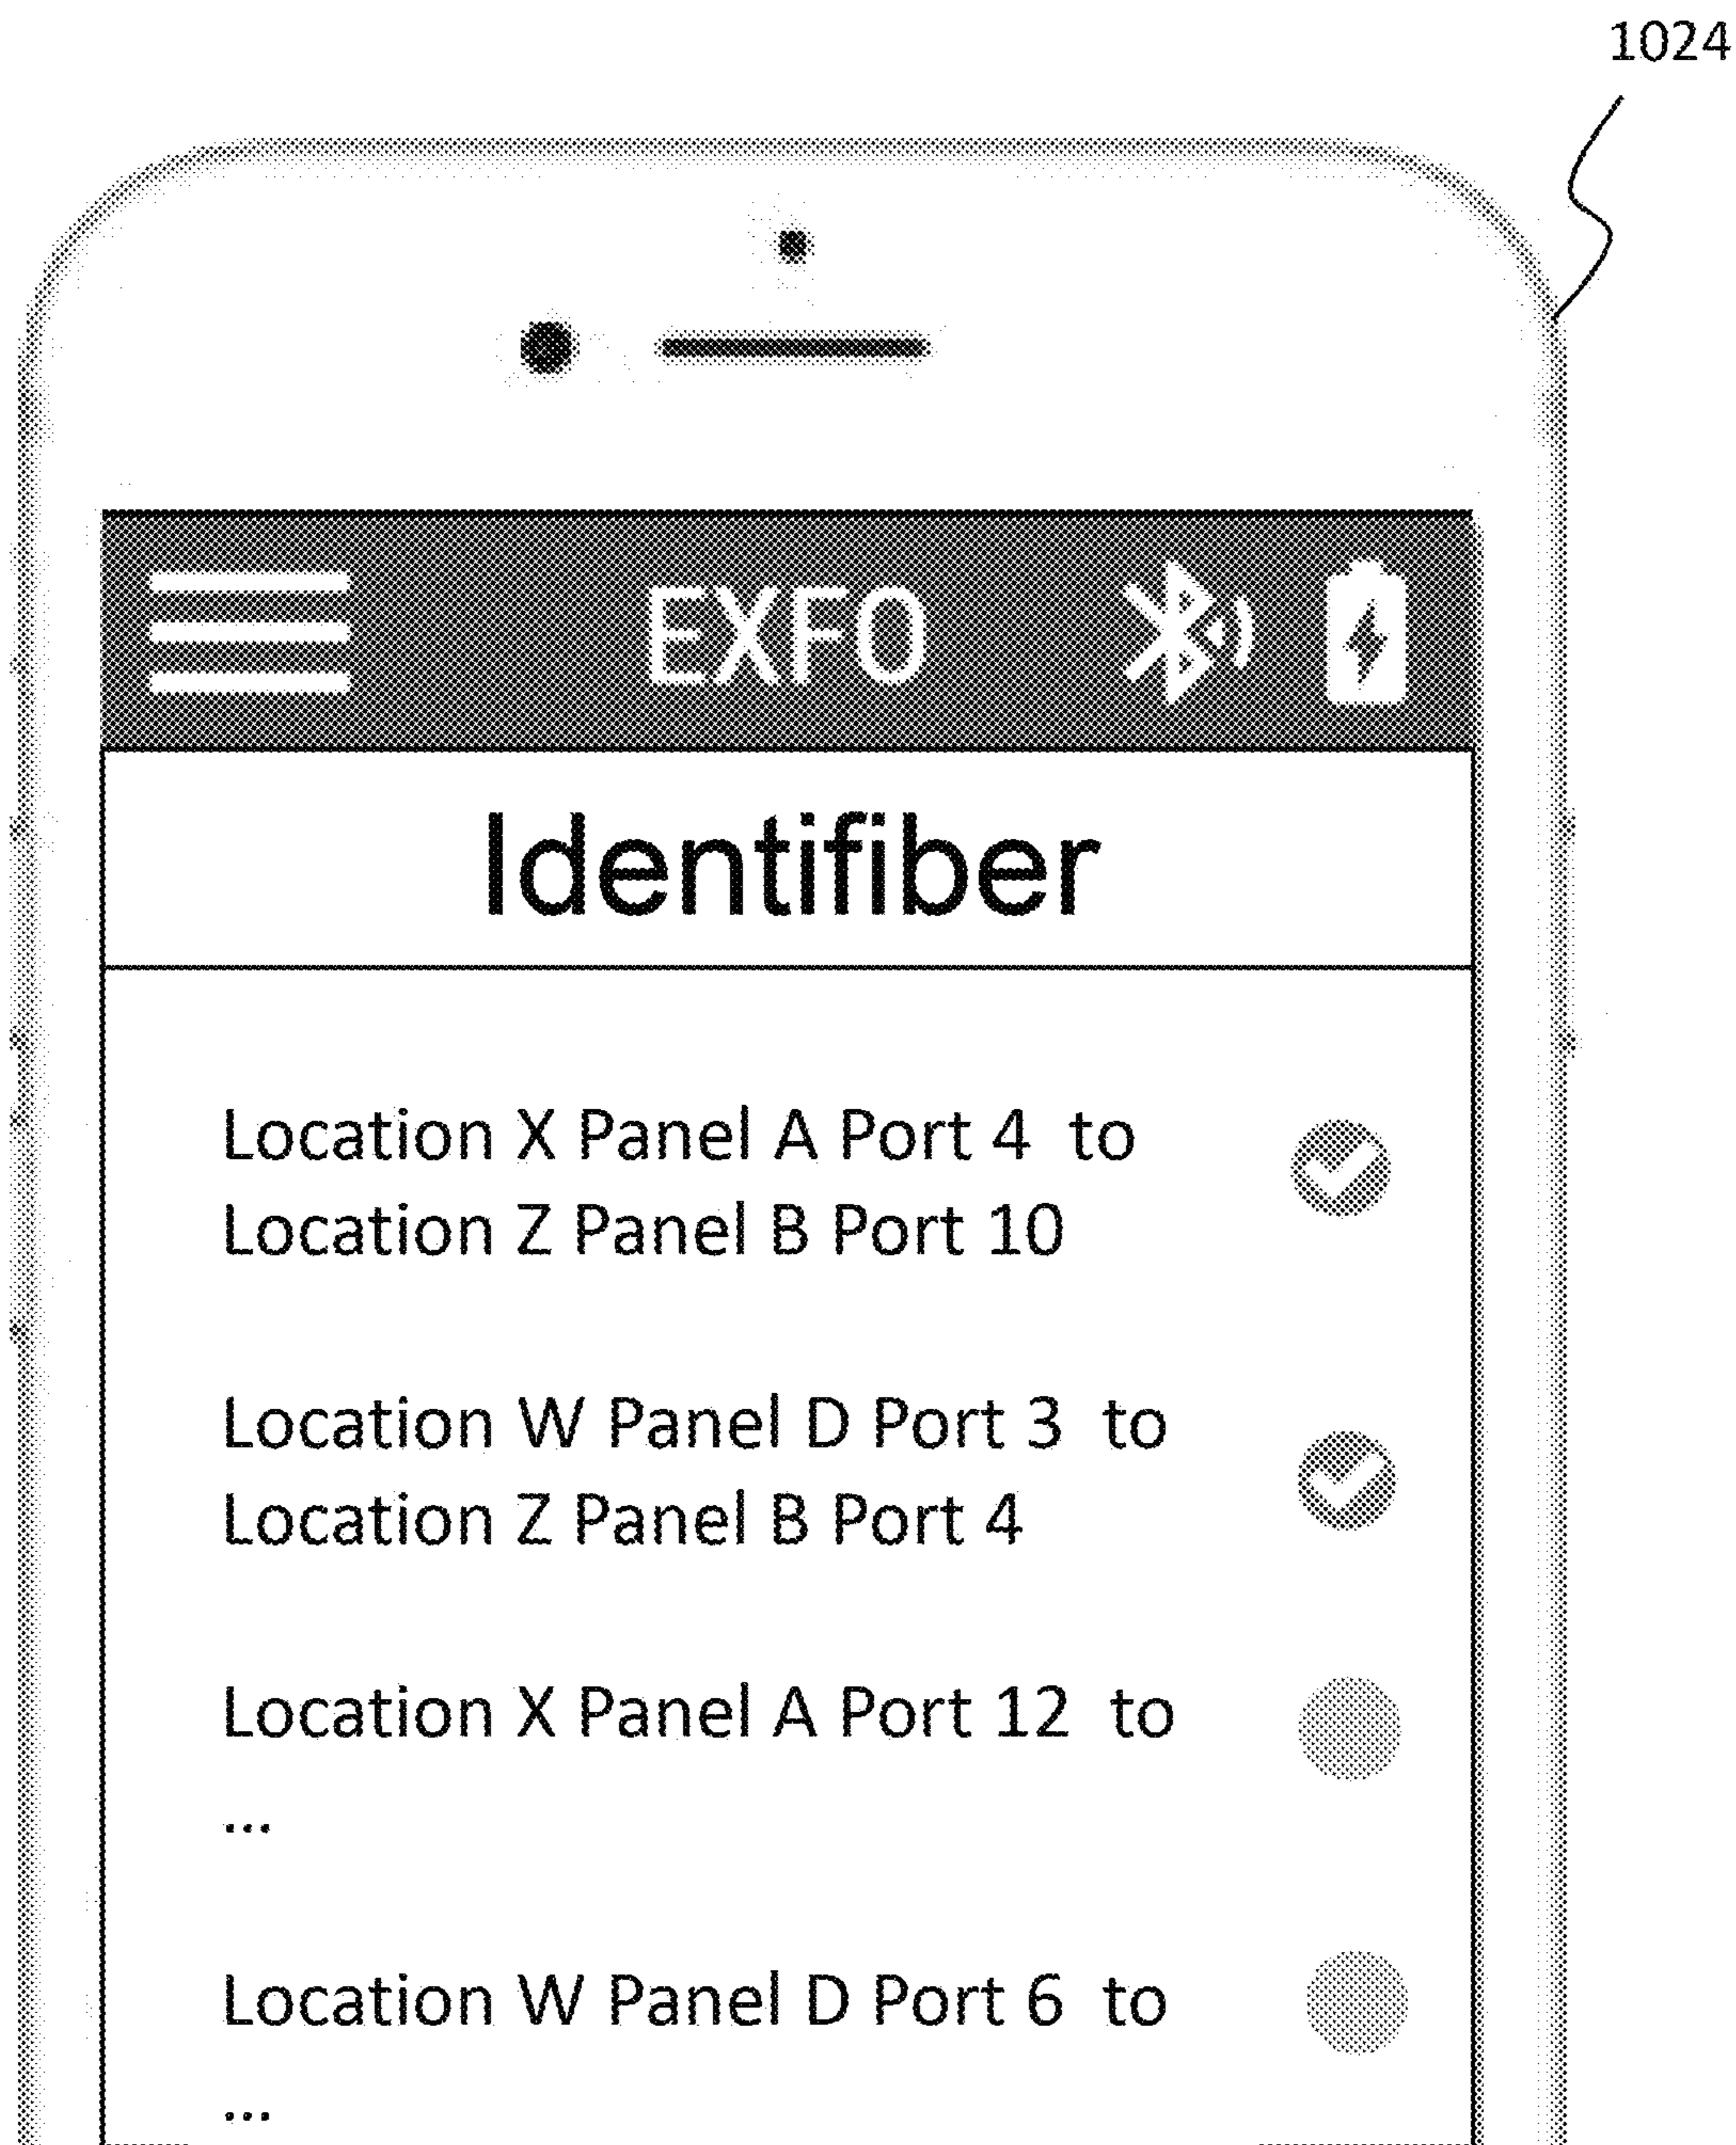 1024
EXFO
Identifiber
Location X Panel A Port 4 to
Location Z Panel B Port 10
Location W Panel D Port 3 to
Location Z Panel B Port 4
Location X Panel A Port 12 to
...
Location W Panel D Port 6 to
...